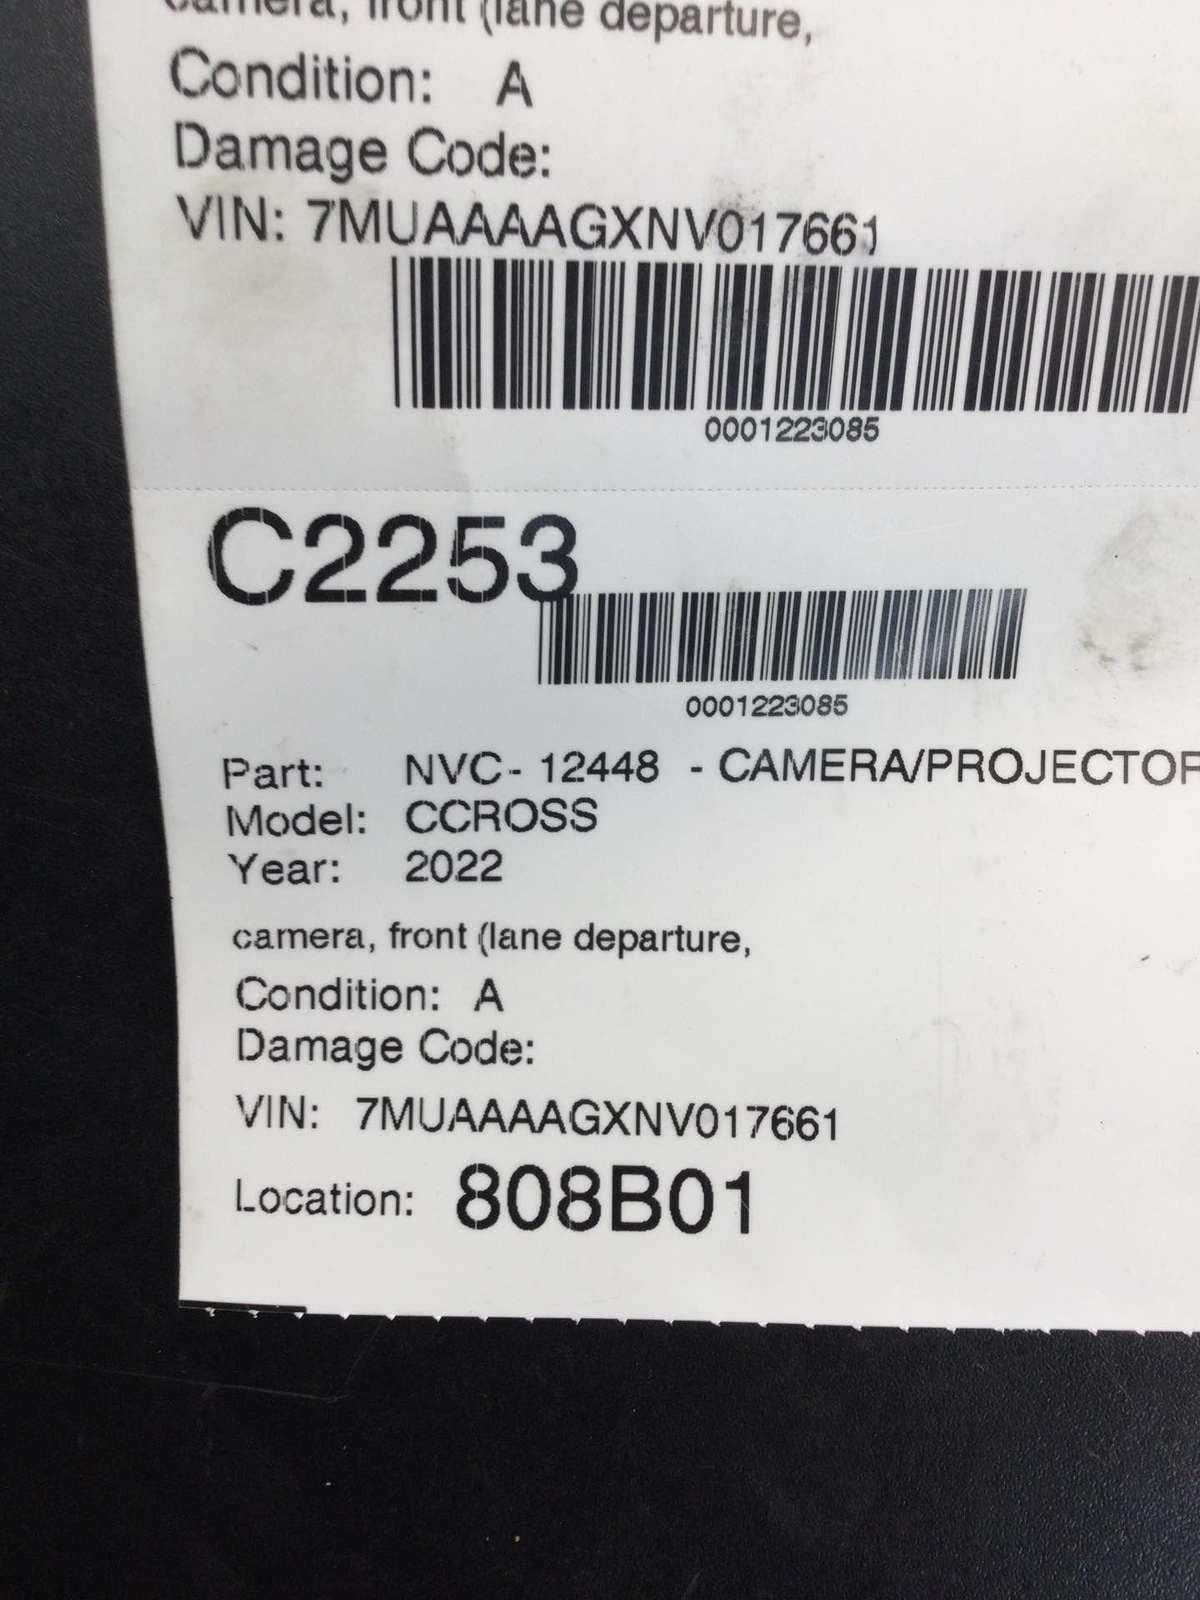 camera, front (lane departure,
Condition: A
Damage Code:
VIN: 7MUAAAAGXNV017661
0001223085
C2253
0001223085
Part: NVC- 12448 - CAMERA/PROJECTOR
Model: CCROSS
Year: 2022
camera, front (lane departure,
Condition: A
Damage Code:
VIN: 7MUAAAAGXNV017661
Location: 808B01